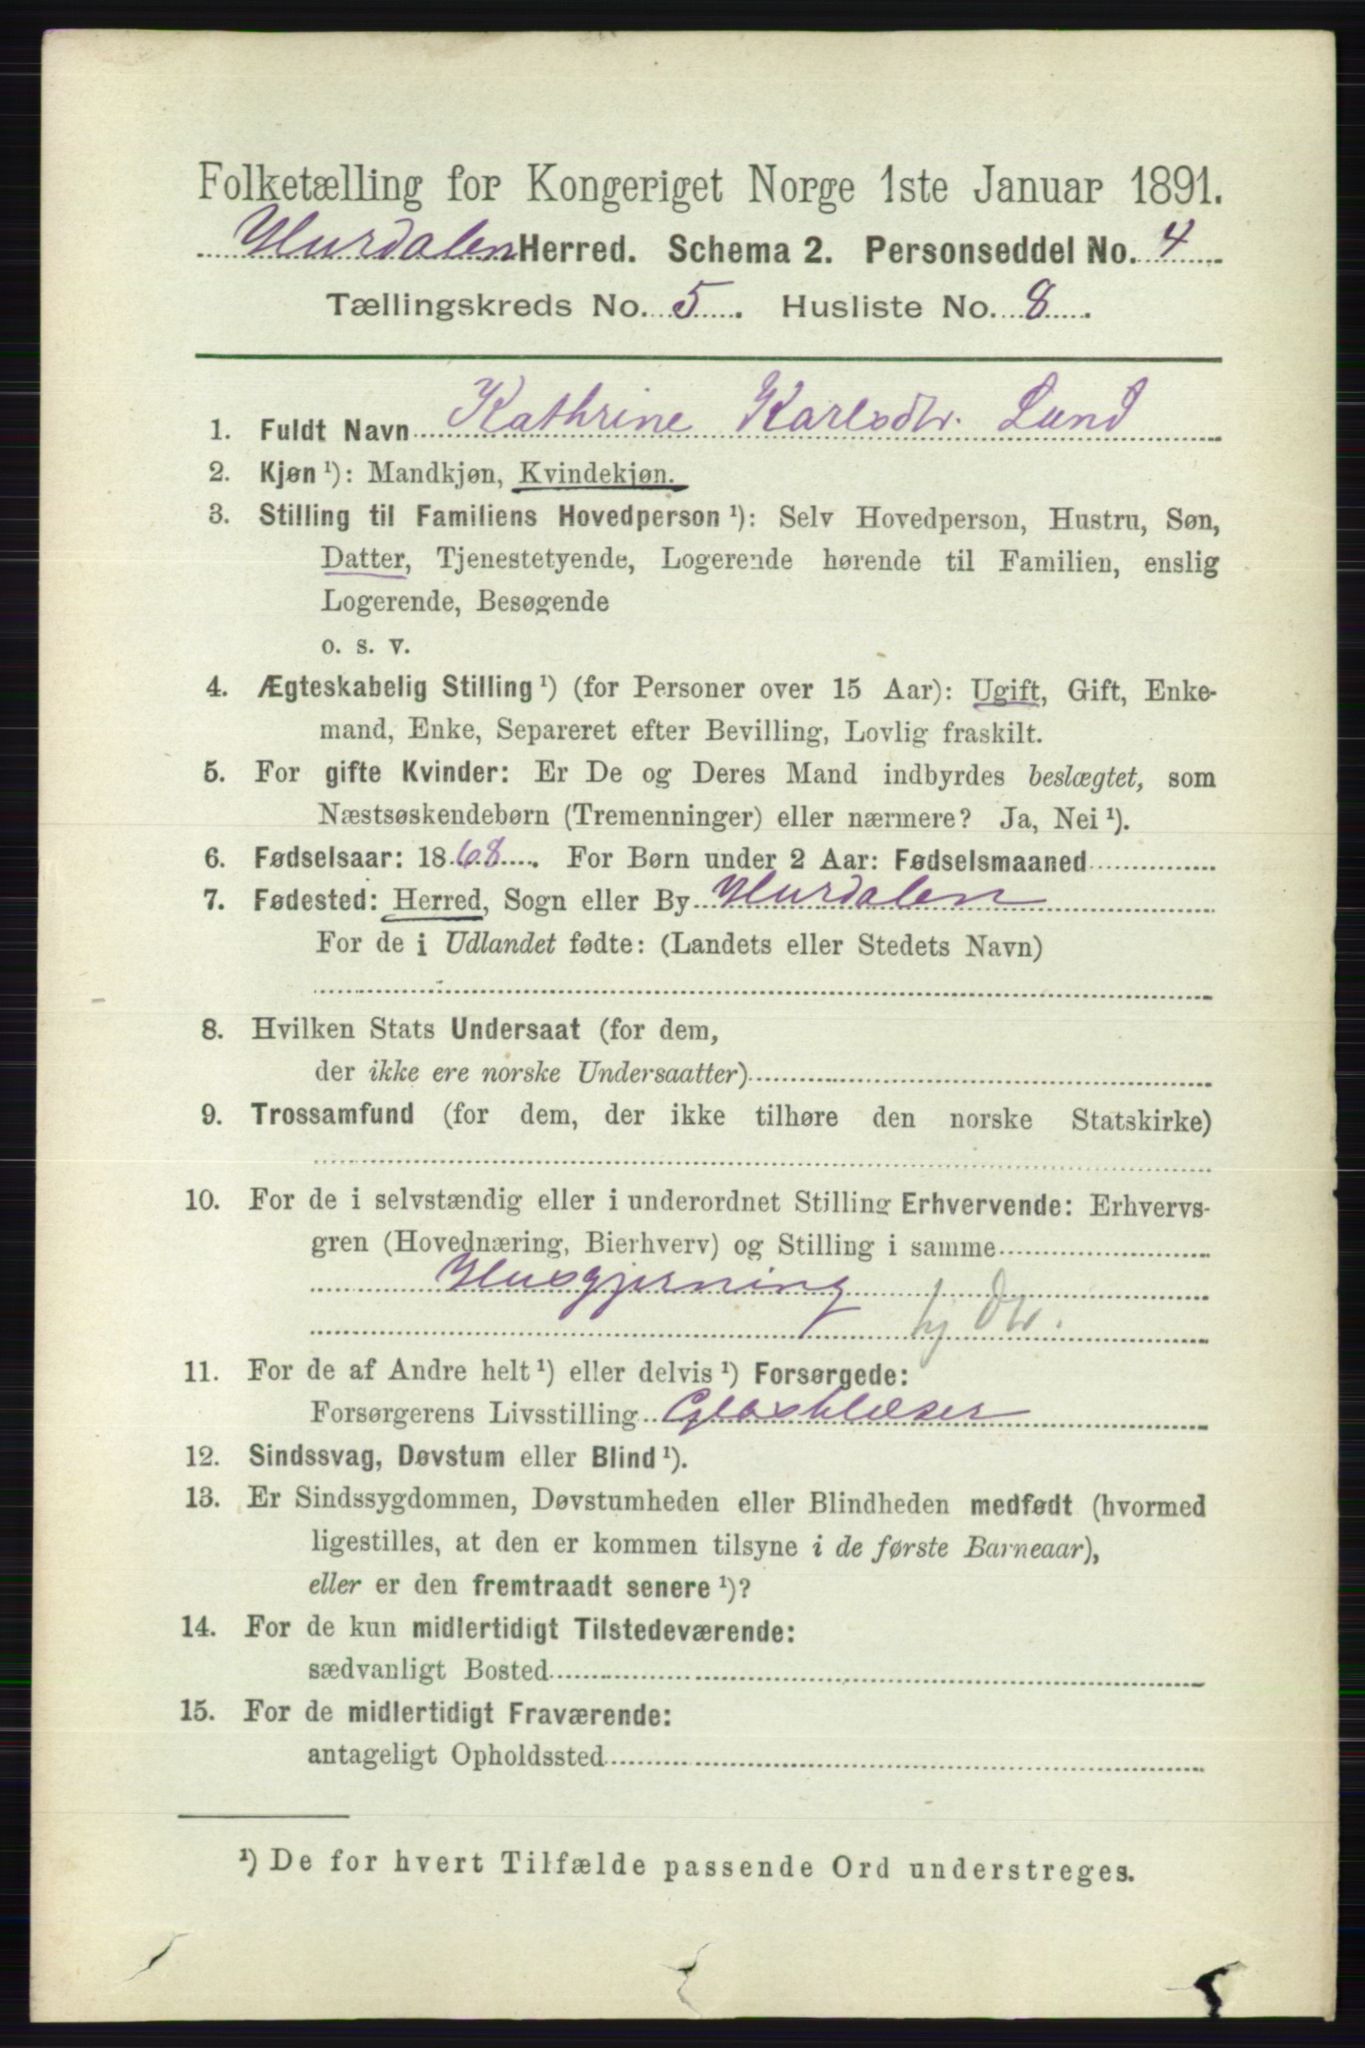 Folketælling for Kongeriget Norge 1ste Januar 1891.
Hurdalen Herred. Schema 2. Personseddel No. 4
Tællingskreds No. 5. Husliste No. 8.
1. Fuldt Navn Kathrine Karlsdtr. Lund
2. Kjøn ¹): Mandkjøn, Kvindekjøn.
3. Stilling til Familiens Hovedperson ¹): Selv Hovedperson, Hustru, Søn,
Datter, Tjenestetyende, Logerende hørende til Familien, enslig
Logerende, Besøgende
o. s. v.
4. Ægteskabelig Stilling ¹) (for Personer over 15 Aar): Ugift, Gift, Enke-
mand, Enke, Separeret efter Bevilling, Lovlig fraskilt.
5. For gifte Kvinder: Er De og Deres Mand indbyrdes beslægtet, som
Næstsøskendebørn (Tremenninger) eller nærmere? Ja, Nei ¹).
6. Fødselsaar: 1868. For Børn under 2 Aar: Fødselsmaaned
7. Fødested: Herred, Sogn eller By Hurdalen
For de i Udlandet fødte: (Landets eller Stedets Navn)
8. Hvilken Stats Undersaat (for dem,
der ikke ere norske Undersaatter)
9. Trossamfund (for dem, der ikke tilhøre den norske Statskirke)
10. For de i selvstændig eller i underordnet Stilling Erhvervende: Erhvervs-
gren (Hovednæring, Bierhverv) og Stilling i samme
Husgjerning
tj Dtr.
11. For de af Andre helt ¹) eller delvis ¹) Forsørgede:
Forsørgerens Livsstilling Glasblæser
12. Sindssvag, Døvstum eller Blind ¹).
13. Er Sindssygdommen, Døvstumheden eller Blindheden medfødt (hvormed
ligestilles, at den er kommen tilsyne i de første Barneaar),
eller er den fremtraadt senere ¹)?
14. For de kun midlertidigt Tilstedeværende:
sædvanligt Bosted
15. For de midlertidigt Fraværende:
antageligt Opholdssted
¹) De for hvert Tilfælde passende Ord understreges.